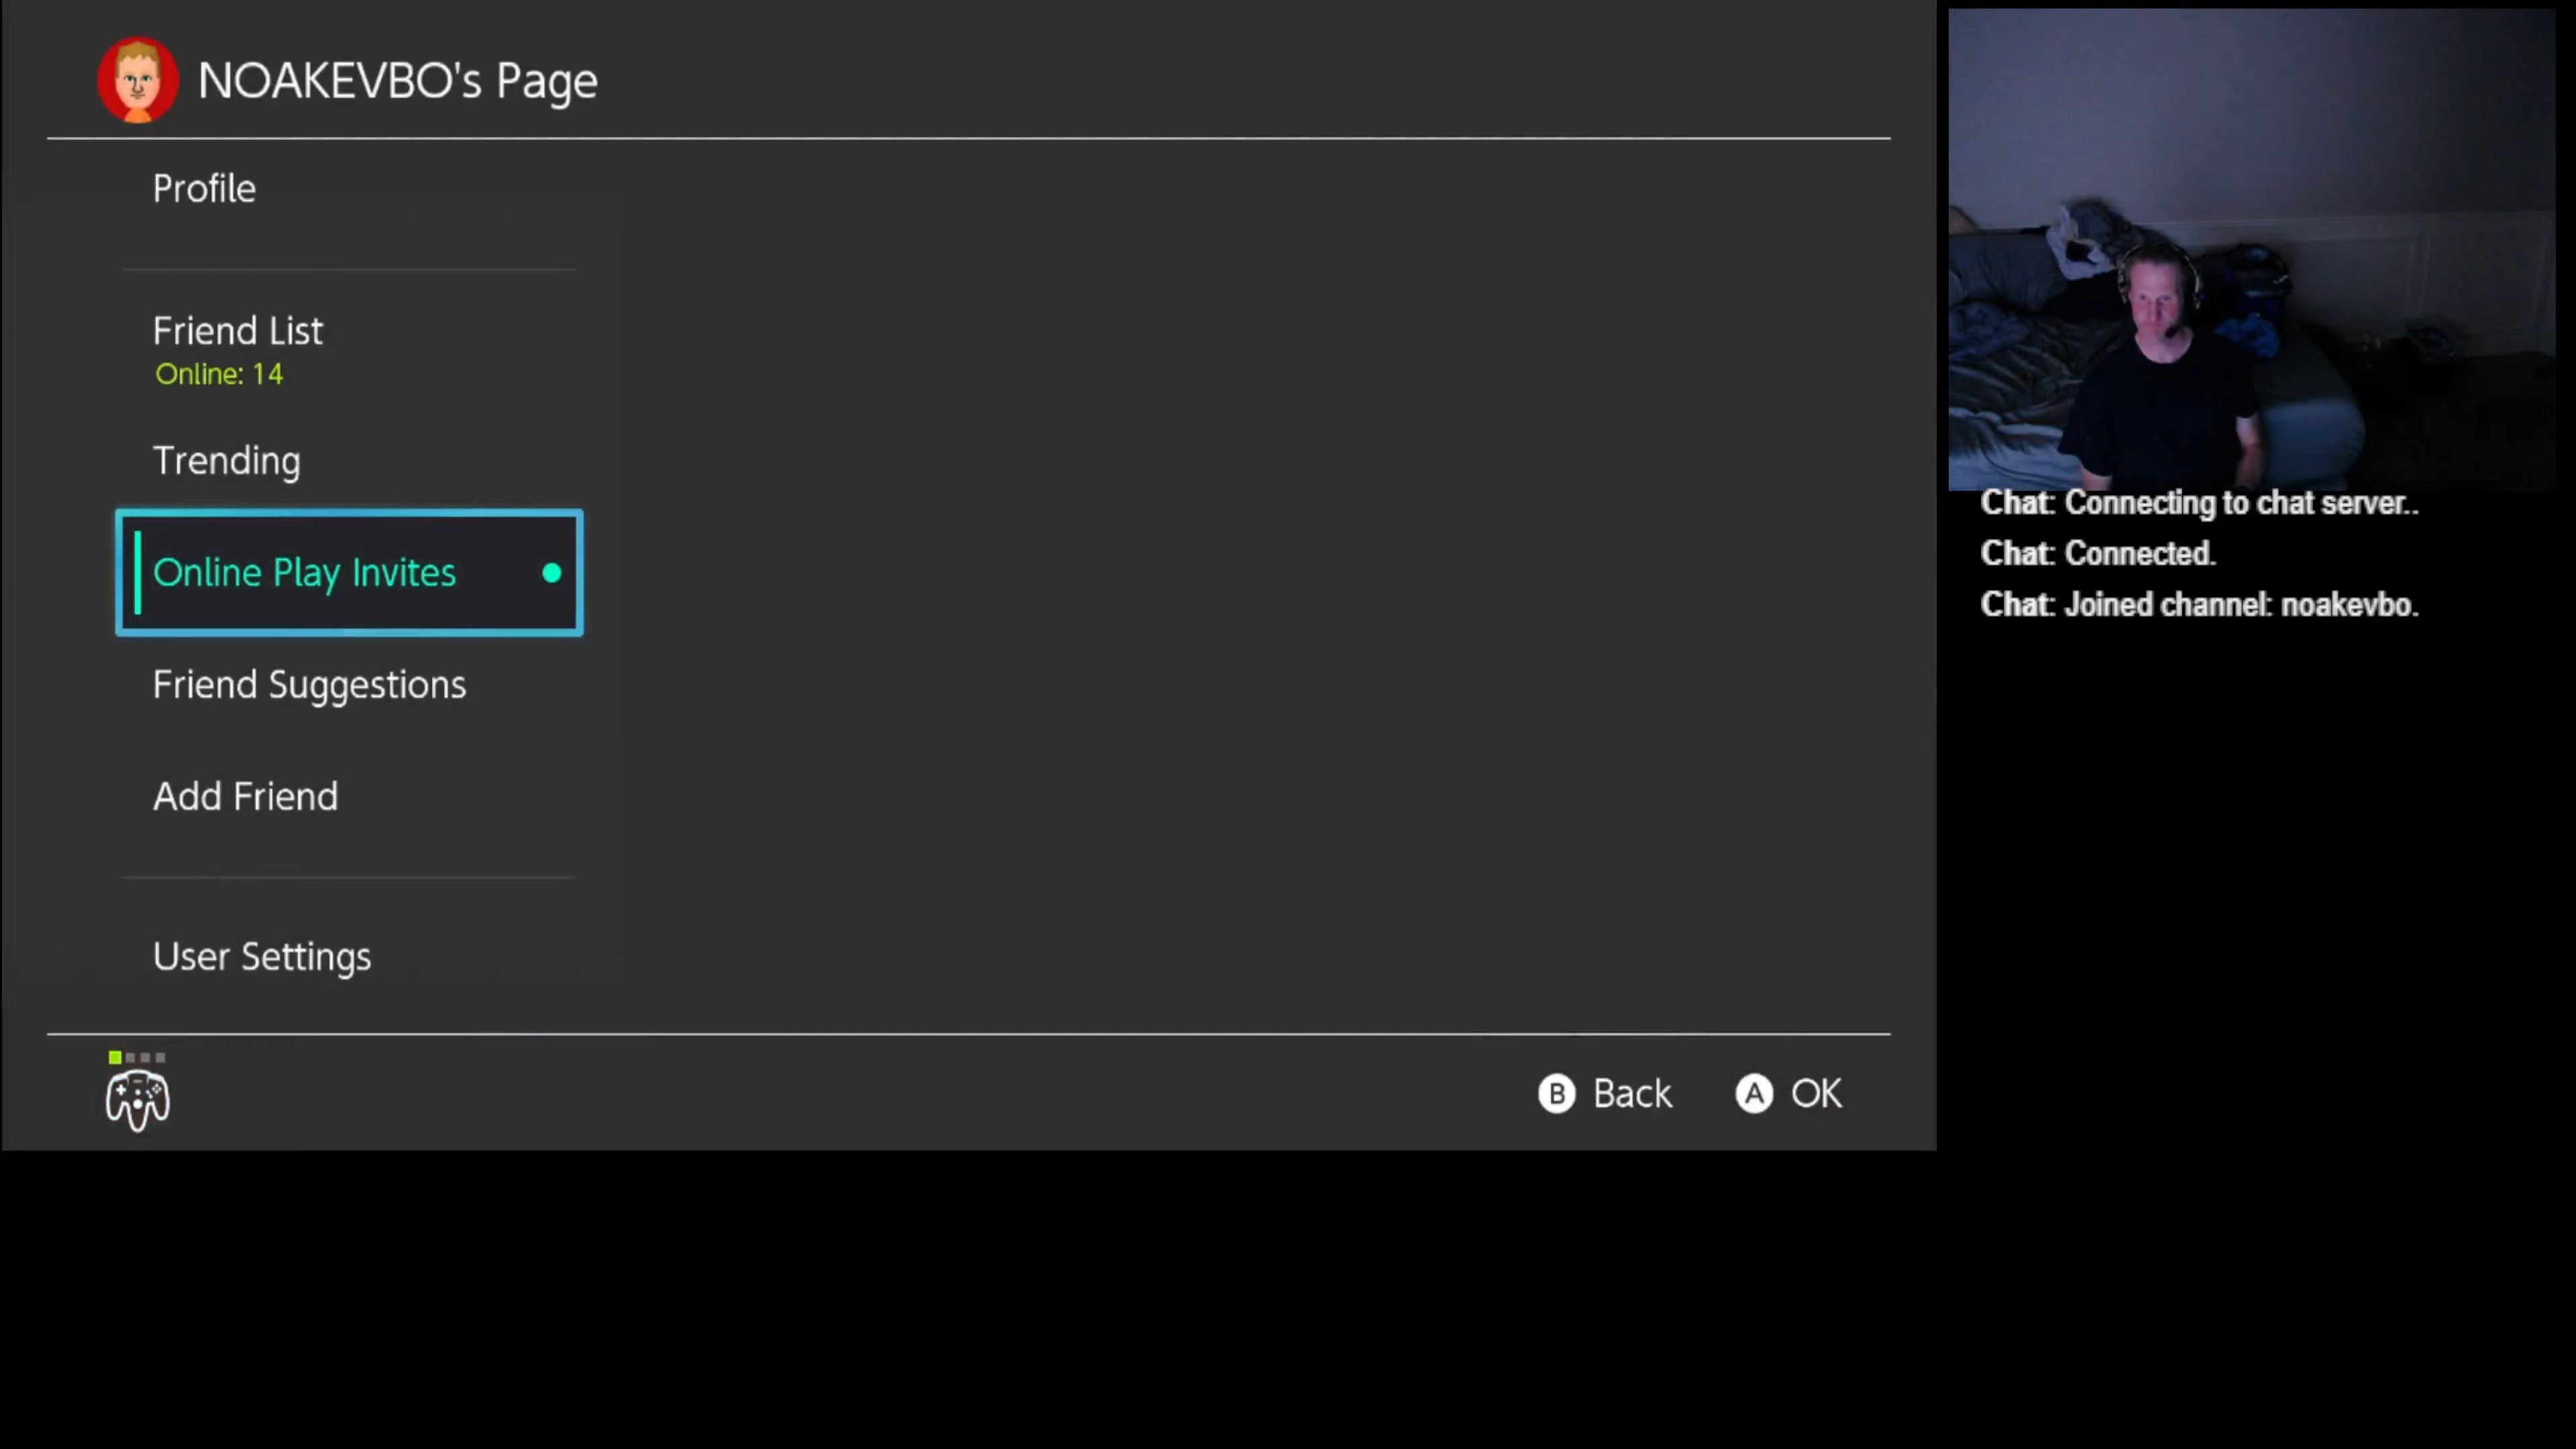 NOAKEVBO's Page
Profile
Friend List
Online: 14
Trending
Online Play Invites
Friend Suggestions
Add Friend
User Settings
B Back A OK
Chat: Connecting to chat server..
Chat: Connected.
Chat: Joined channel: noakevbo.